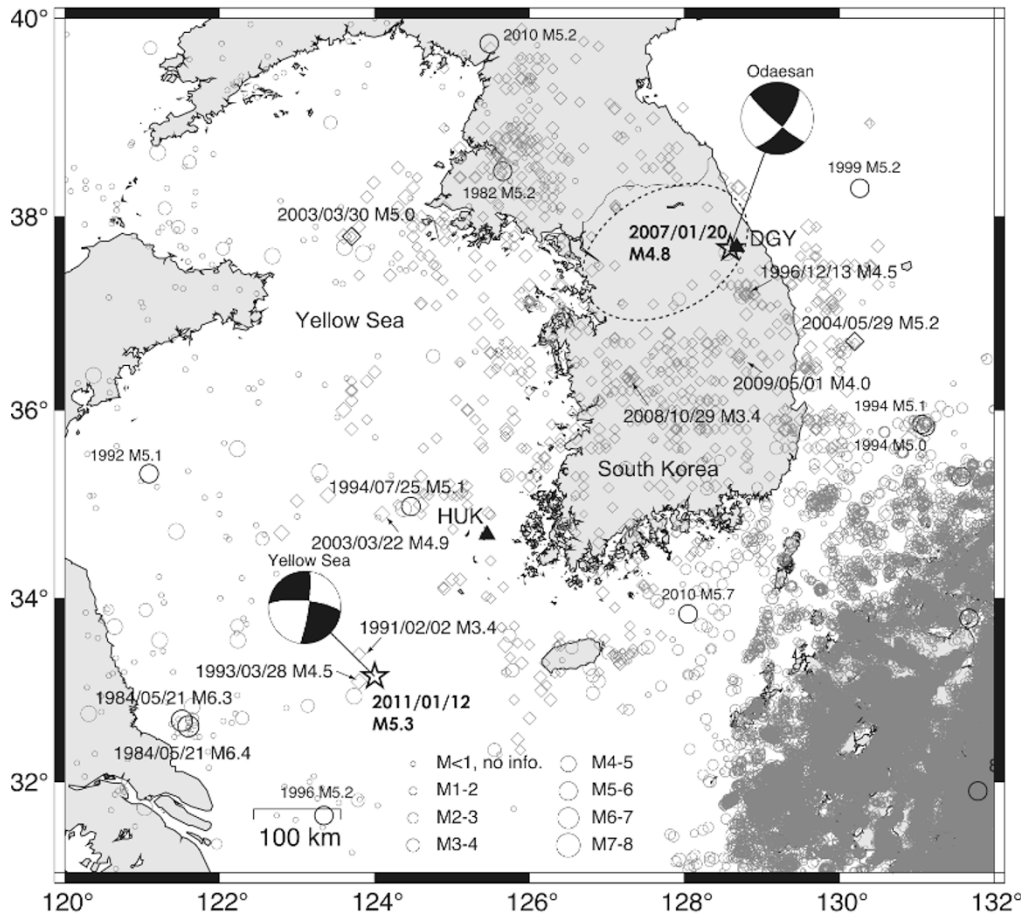 40°
2010 M5.2
Odaesan
1999 M5.2
1982 M5.2
38°
2003/03/30 M5.0
2007/01/20
M4.8
DGY
1996/12/13 M4.5
Yellow Sea
2004/05/29 M5.2
2009/05/01 M4.0
36°
2008/10/29 M3.4
1994 M5.1
1994 M5.0
1992 M5.1
South Korea
1994/07/25 M5.1
HUK
2003/03/22 M4.9
Yellow Sea
34°
2010 M5.7
1991/02/02 M3.4
1993/03/28 M4.5
2011/01/12
M5.3
1984/05/21 M6.3
1984/05/21 M6.4
32°
1996 M5.2
100 km
M<1, no info.
M1-2
M2-3
M3-4
M4-5
M5-6
M6-7
M7-8
120°
122°
124°
126°
128°
130°
132°